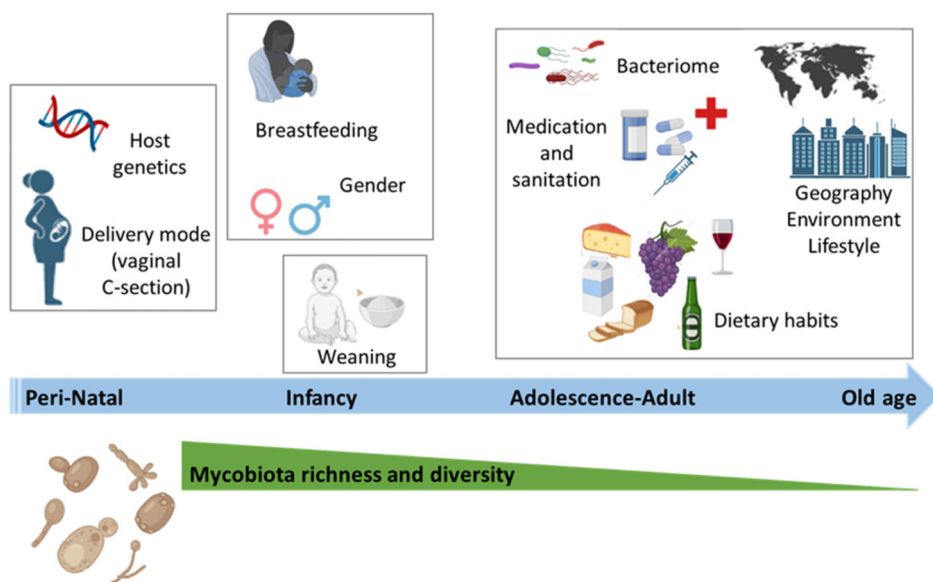 Host
genetics
Delivery mode
(vaginal
C-section)
Breastfeeding
Gender
Weaning
Bacteriome
Medication
and
sanitation
Geography
Environment
Lifestyle
Dietary habits
Peri-Natal
Infancy
Adolescence-Adult
Old age
Mycobiota richness and diversity